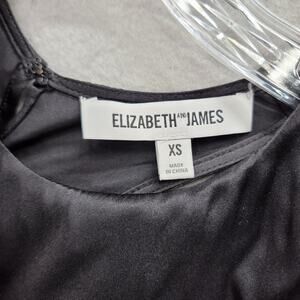 ELIZABETH AND JAMES
XS
MADE
IN CHINA